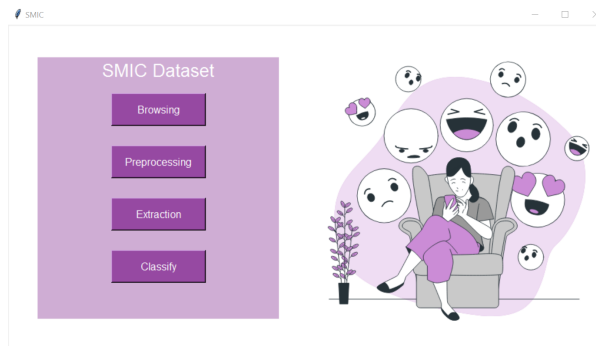 SMIC
SMIC Dataset
Browsing
Preprocessing
Extraction
Classify